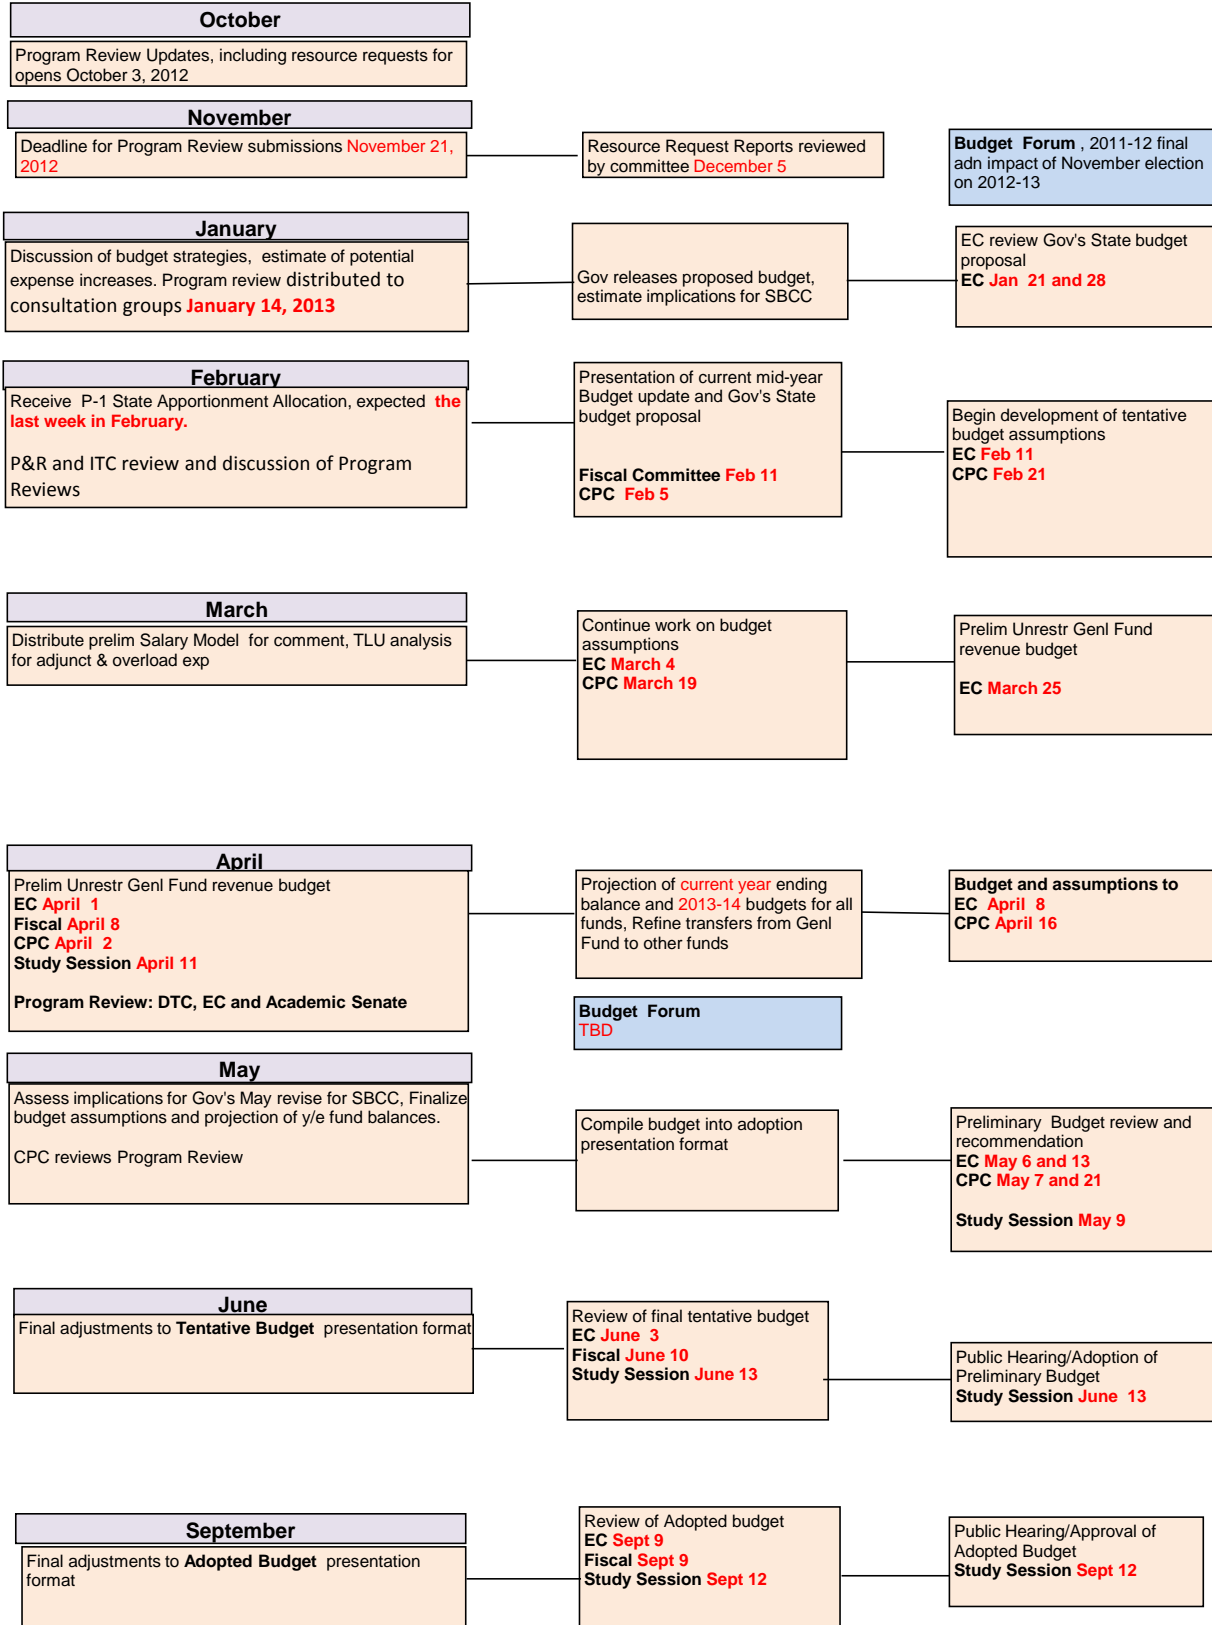 October
Program Review Updates, including resource requests for
opens October 3, 2012
November
Deadline for Program Review submissions November 21,
2012
Resource Request Reports reviewed
by committee December 5
Budget Forum , 2011-12 final
adn impact of November election
on 2012-13
January
Discussion of budget strategies, estimate of potential
expense increases. Program review distributed to
consultation groups January 14, 2013
Gov releases proposed budget,
estimate implications for SBCC
EC review Gov's State budget
proposal
EC Jan 21 and 28
February
Receive P-1 State Apportionment Allocation, expected the
last week in February.
P&R and ITC review and discussion of Program
Reviews
Presentation of current mid-year
Budget update and Gov's State
budget proposal
Fiscal Committee Feb 11
CPC Feb 5
Begin development of tentative
budget assumptions
EC Feb 11
CPC Feb 21
March
Distribute prelim Salary Model for comment, TLU analysis
for adjunct & overload exp
Continue work on budget
assumptions
EC March 4
CPC March 19
Prelim Unrestr Genl Fund
revenue budget
EC March 25
April
Prelim Unrestr Genl Fund revenue budget
EC April 1
Fiscal April 8
CPC April 2
Study Session April 11
Program Review: DTC, EC and Academic Senate
Projection of current year ending
balance and 2013-14 budgets for all
funds, Refine transfers from Genl
Fund to other funds
Budget and assumptions to
EC April 8
CPC April 16
Budget Forum
TBD
May
Assess implications for Gov's May revise for SBCC, Finalize
budget assumptions and projection of y/e fund balances.
CPC reviews Program Review
Compile budget into adoption
presentation format
Preliminary Budget review and
recommendation
EC May 6 and 13
CPC May 7 and 21
Study Session May 9
June
Final adjustments to Tentative Budget presentation format
Review of final tentative budget
EC June 3
Fiscal June 10
Study Session June 13
Public Hearing/Adoption of
Preliminary Budget
Study Session June 13
September
Final adjustments to Adopted Budget presentation
format
Review of Adopted budget
EC Sept 9
Fiscal Sept 9
Study Session Sept 12
Public Hearing/Approval of
Adopted Budget
Study Session Sept 12